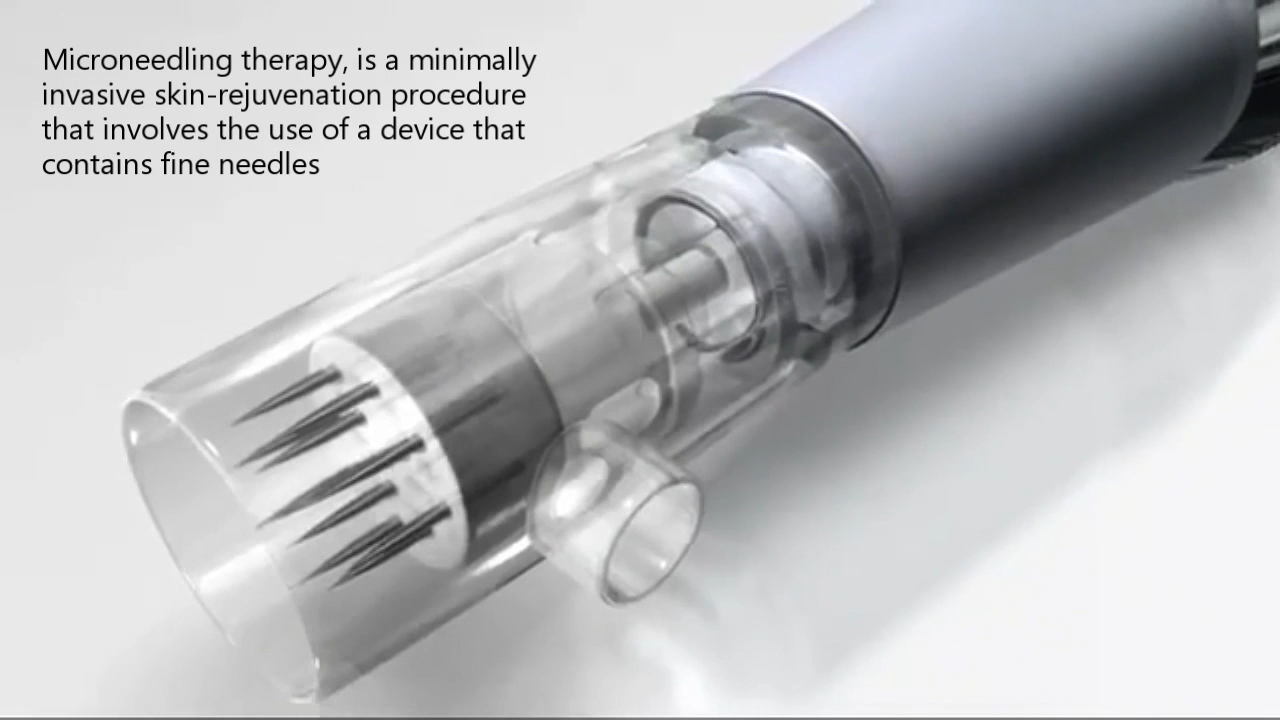 Microneedling therapy, is a minimally
invasive skin-rejuvenation procedure
that involves the use of a device that
contains fine needles